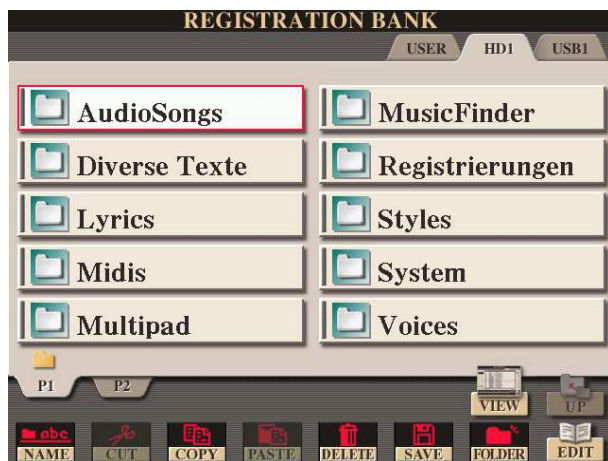 REGISTRATION BANK
USER HD1 USB1
AudioSongs MusicFinder
Diverse Texte Registrierungen
Lyrics Styles
Midis System
Multipad Voices
P1 P2
VIEW UP
abc
NAME CUT COPY PASTE DELETE SAVE FOLDER EDIT